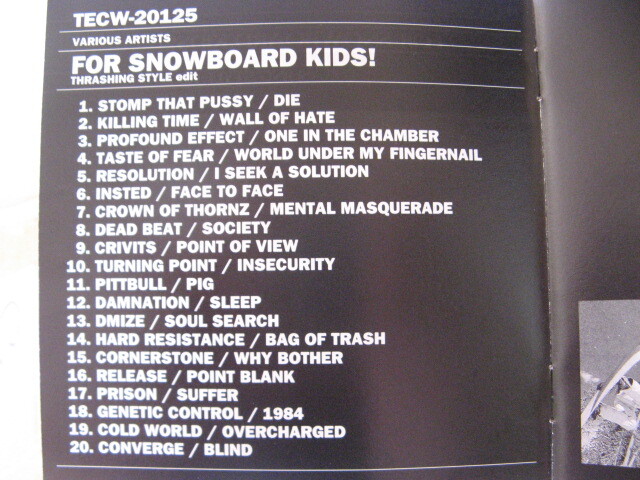 TECW-20125
VARIOUS ARTISTS
FOR SNOWBOARD KIDS!
THRASHING STYLE edit
1. STOMP THAT PUSSY / DIE
2. KILLING TIME / WALL OF HATE
3. PROFOUND EFFECT / ONE IN THE CHAMBER
4. TASTE OF FEAR / WORLD UNDER MY FINGERNAIL
5. RESOLUTION / I SEEK A SOLUTION
6. INSTED / FACE TO FACE
7. CROWN OF THORNZ / MENTAL MASQUERADE
8. DEAD BEAT / SOCIETY
9. CRIVITS / POINT OF VIEW
10. TURNING POINT / INSECURITY
11. PITTBULL / PIG
12. DAMNATION / SLEEP
13. DMIZE / SOUL SEARCH
14. HARD RESISTANCE / BAG OF TRASH
15. CORNERSTONE / WHY BOTHER
16. RELEASE / POINT BLANK
17. PRISON / SUFFER
18. GENETIC CONTROL / 1984
19. COLD WORLD / OVERCHARGED
20. CONVERGE / BLIND